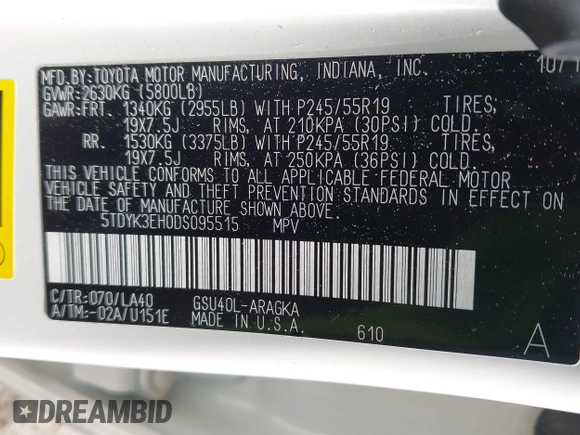 MFD.BY:TOYOTA MOTOR MANUFACTURING, INDIANA, INC. 10/1
GVWR:2630KG (5800LB)
GAWR:FRT. 1340KG (2955LB) WITH P245/55R19 TIRES,
19X7.5J RIMS, AT 210KPA (30PSI) COLD.
RR. 1530KG (3375LB) WITH P245/55R19 TIRES,
19X7.5J RIMS, AT 250KPA (36PSI) COLD.
THIS VEHICLE CONFORMS TO ALL APPLICABLE FEDERAL MOTOR
VEHICLE SAFETY AND THEFT PREVENTION STANDARDS IN EFFECT ON
THE DATE OF MANUFACTURE SHOWN ABOVE.
5TDYK3EH0DS095515 MPV
C/TR:070/LA40 GSU40L-ARAGKA
A/TM:-02A/U151E MADE IN U.S.A. 610 A
DREAMBID